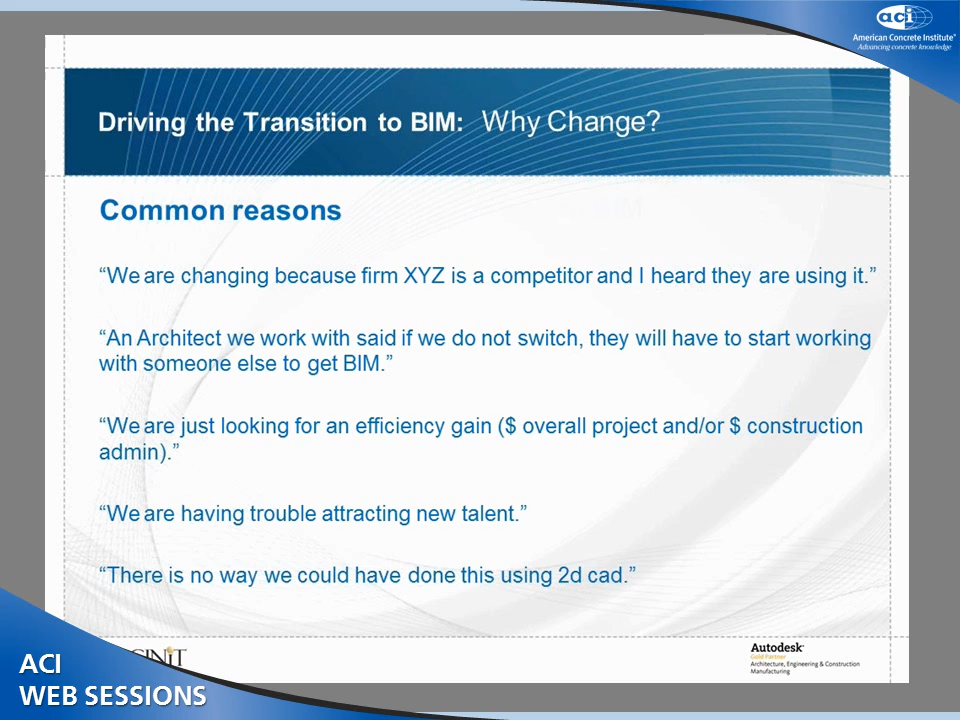 aci
American Concrete Institute®
Advancing concrete knowledge
Driving the Transition to BIM: Why Change?
Common reasons
“We are changing because firm XYZ is a competitor and I heard they are using it.”
“An Architect we work with said if we do not switch, they will have to start working
with someone else to get BIM.”
“We are just looking for an efficiency gain ($ overall project and/or $ construction
admin).”
“We are having trouble attracting new talent.”
“There is no way we could have done this using 2d cad.”
Autodesk®
Gold Partner
Architecture, Engineering & Construction
Manufacturing
ACI
WEB SESSIONS